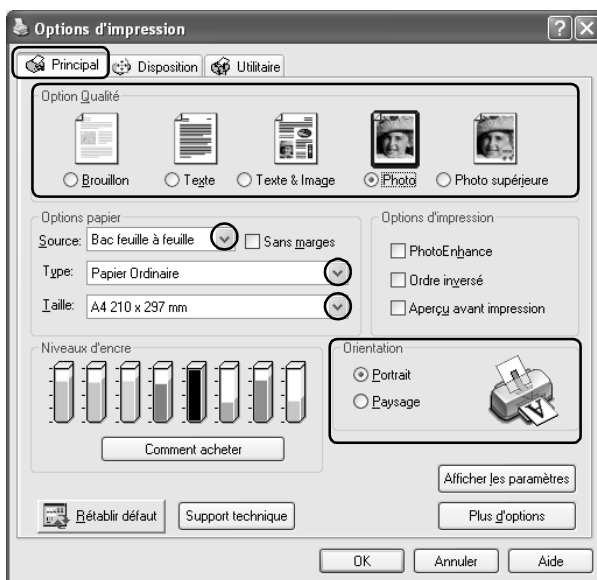 Options d'impression
Principal Disposition Utilitaire
Option Qualité
Brouillon Texte Texte & Image Photo Photo supérieure
Options papier
Source: Bac feuille à feuille Sans marges
Type: Papier Ordinaire
Taille: A4 210 x 297 mm
Options d'impression
PhotoEnhance
Ordre inversé
Aperçu avant impression
Niveaux d'encre
Comment acheter
Orientation
Portrait
Paysage
Afficher les paramètres
Rétablir défaut Support technique Plus d'options
OK Annuler Aide